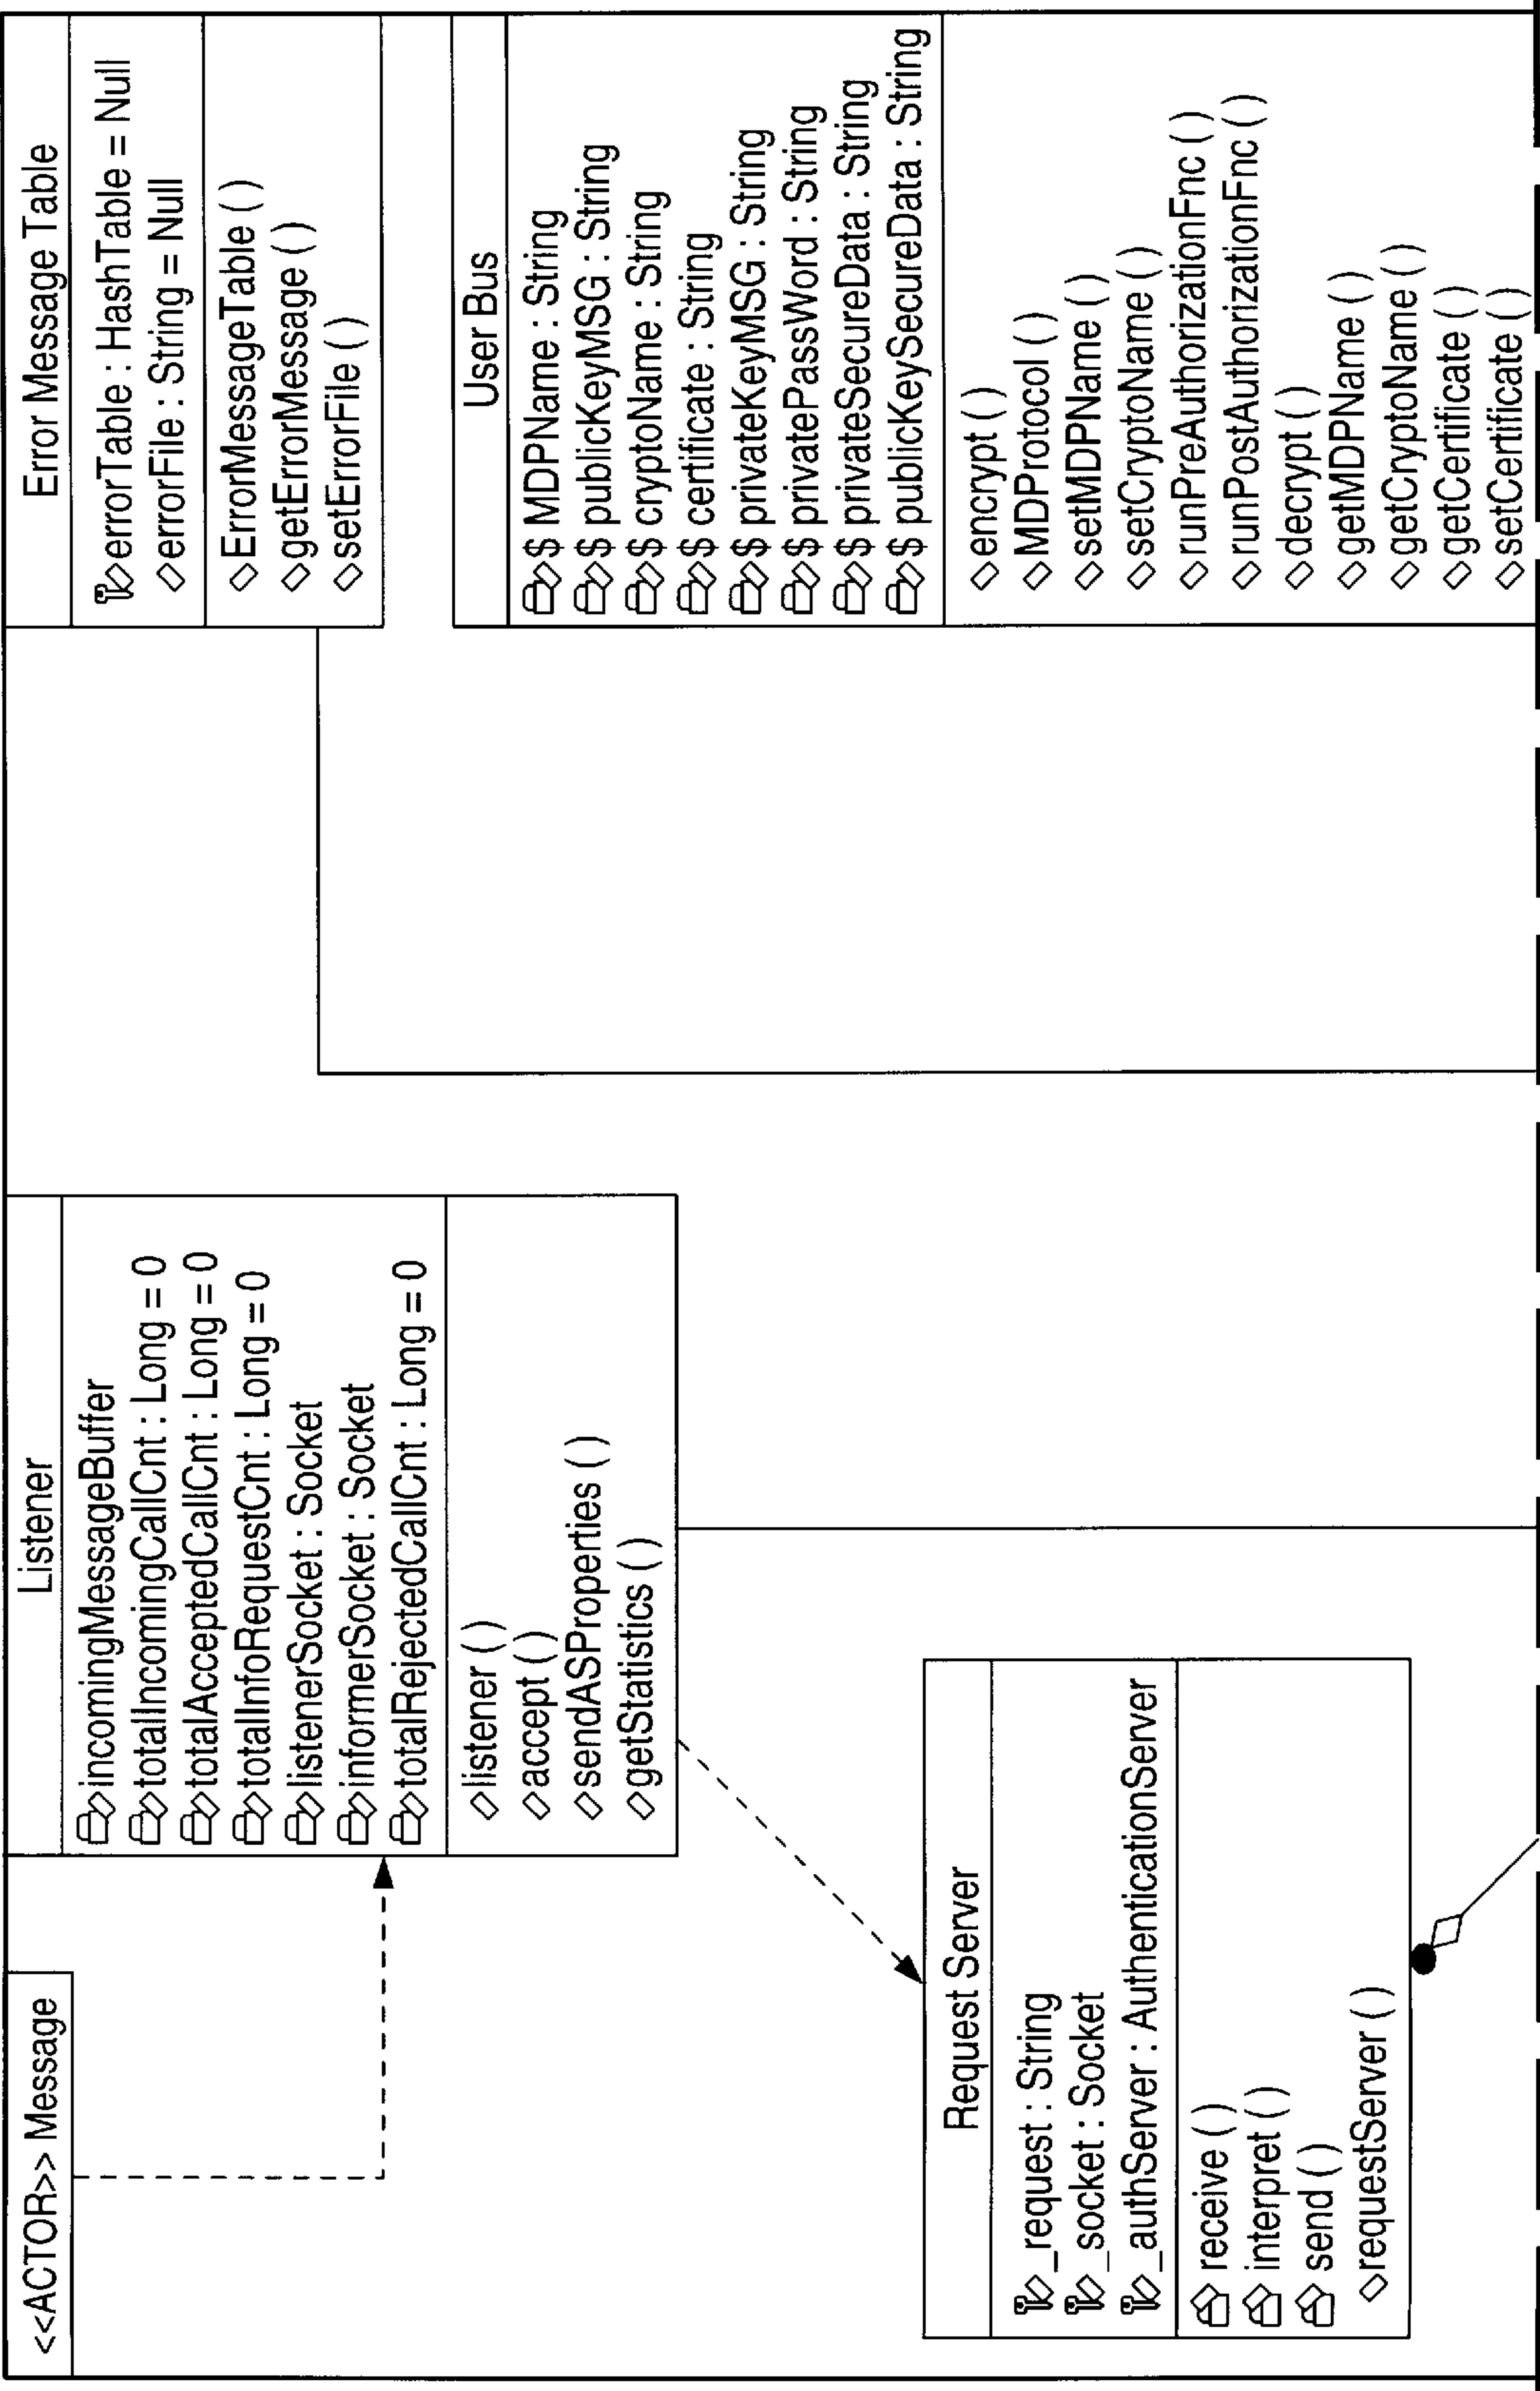 <<ACTOR>> Message
Listener
incomingMessageBuffer
totalIncomingCallCnt : Long = 0
totalAcceptedCallCnt : Long = 0
totalInfoRequestCnt : Long = 0
listenerSocket : Socket
informerSocket : Socket
totalRejectedCallCnt : Long = 0
listener ( )
accept ( )
sendASProperties ( )
getStatistics ( )
Error Message Table
errorTable : HashTable = Null
errorFile : String = Null
ErrorMessageTable ( )
getErrorMessage ( )
setErrorFile ( )
Request Server
_request : String
_socket : Socket
_authServer : AuthenticationServer
receive ( )
interpret ( )
send ( )
requestServer ( )
User Bus
$ MDPName : String
$ publicKeyMSG : String
$ cryptoName : String
$ certificate : String
$ privateKeyMSG : String
$ privatePassWord : String
$ privateSecureData : String
$ publicKeySecureData : String
encrypt ( )
MDProtocol ( )
setMDPName ( )
setCryptoName ( )
runPreAuthorizationFnc ( )
runPostAuthorizationFnc ( )
decrypt ( )
getMDPName ( )
getCryptoName ( )
getCertificate ( )
setCertificate ( )